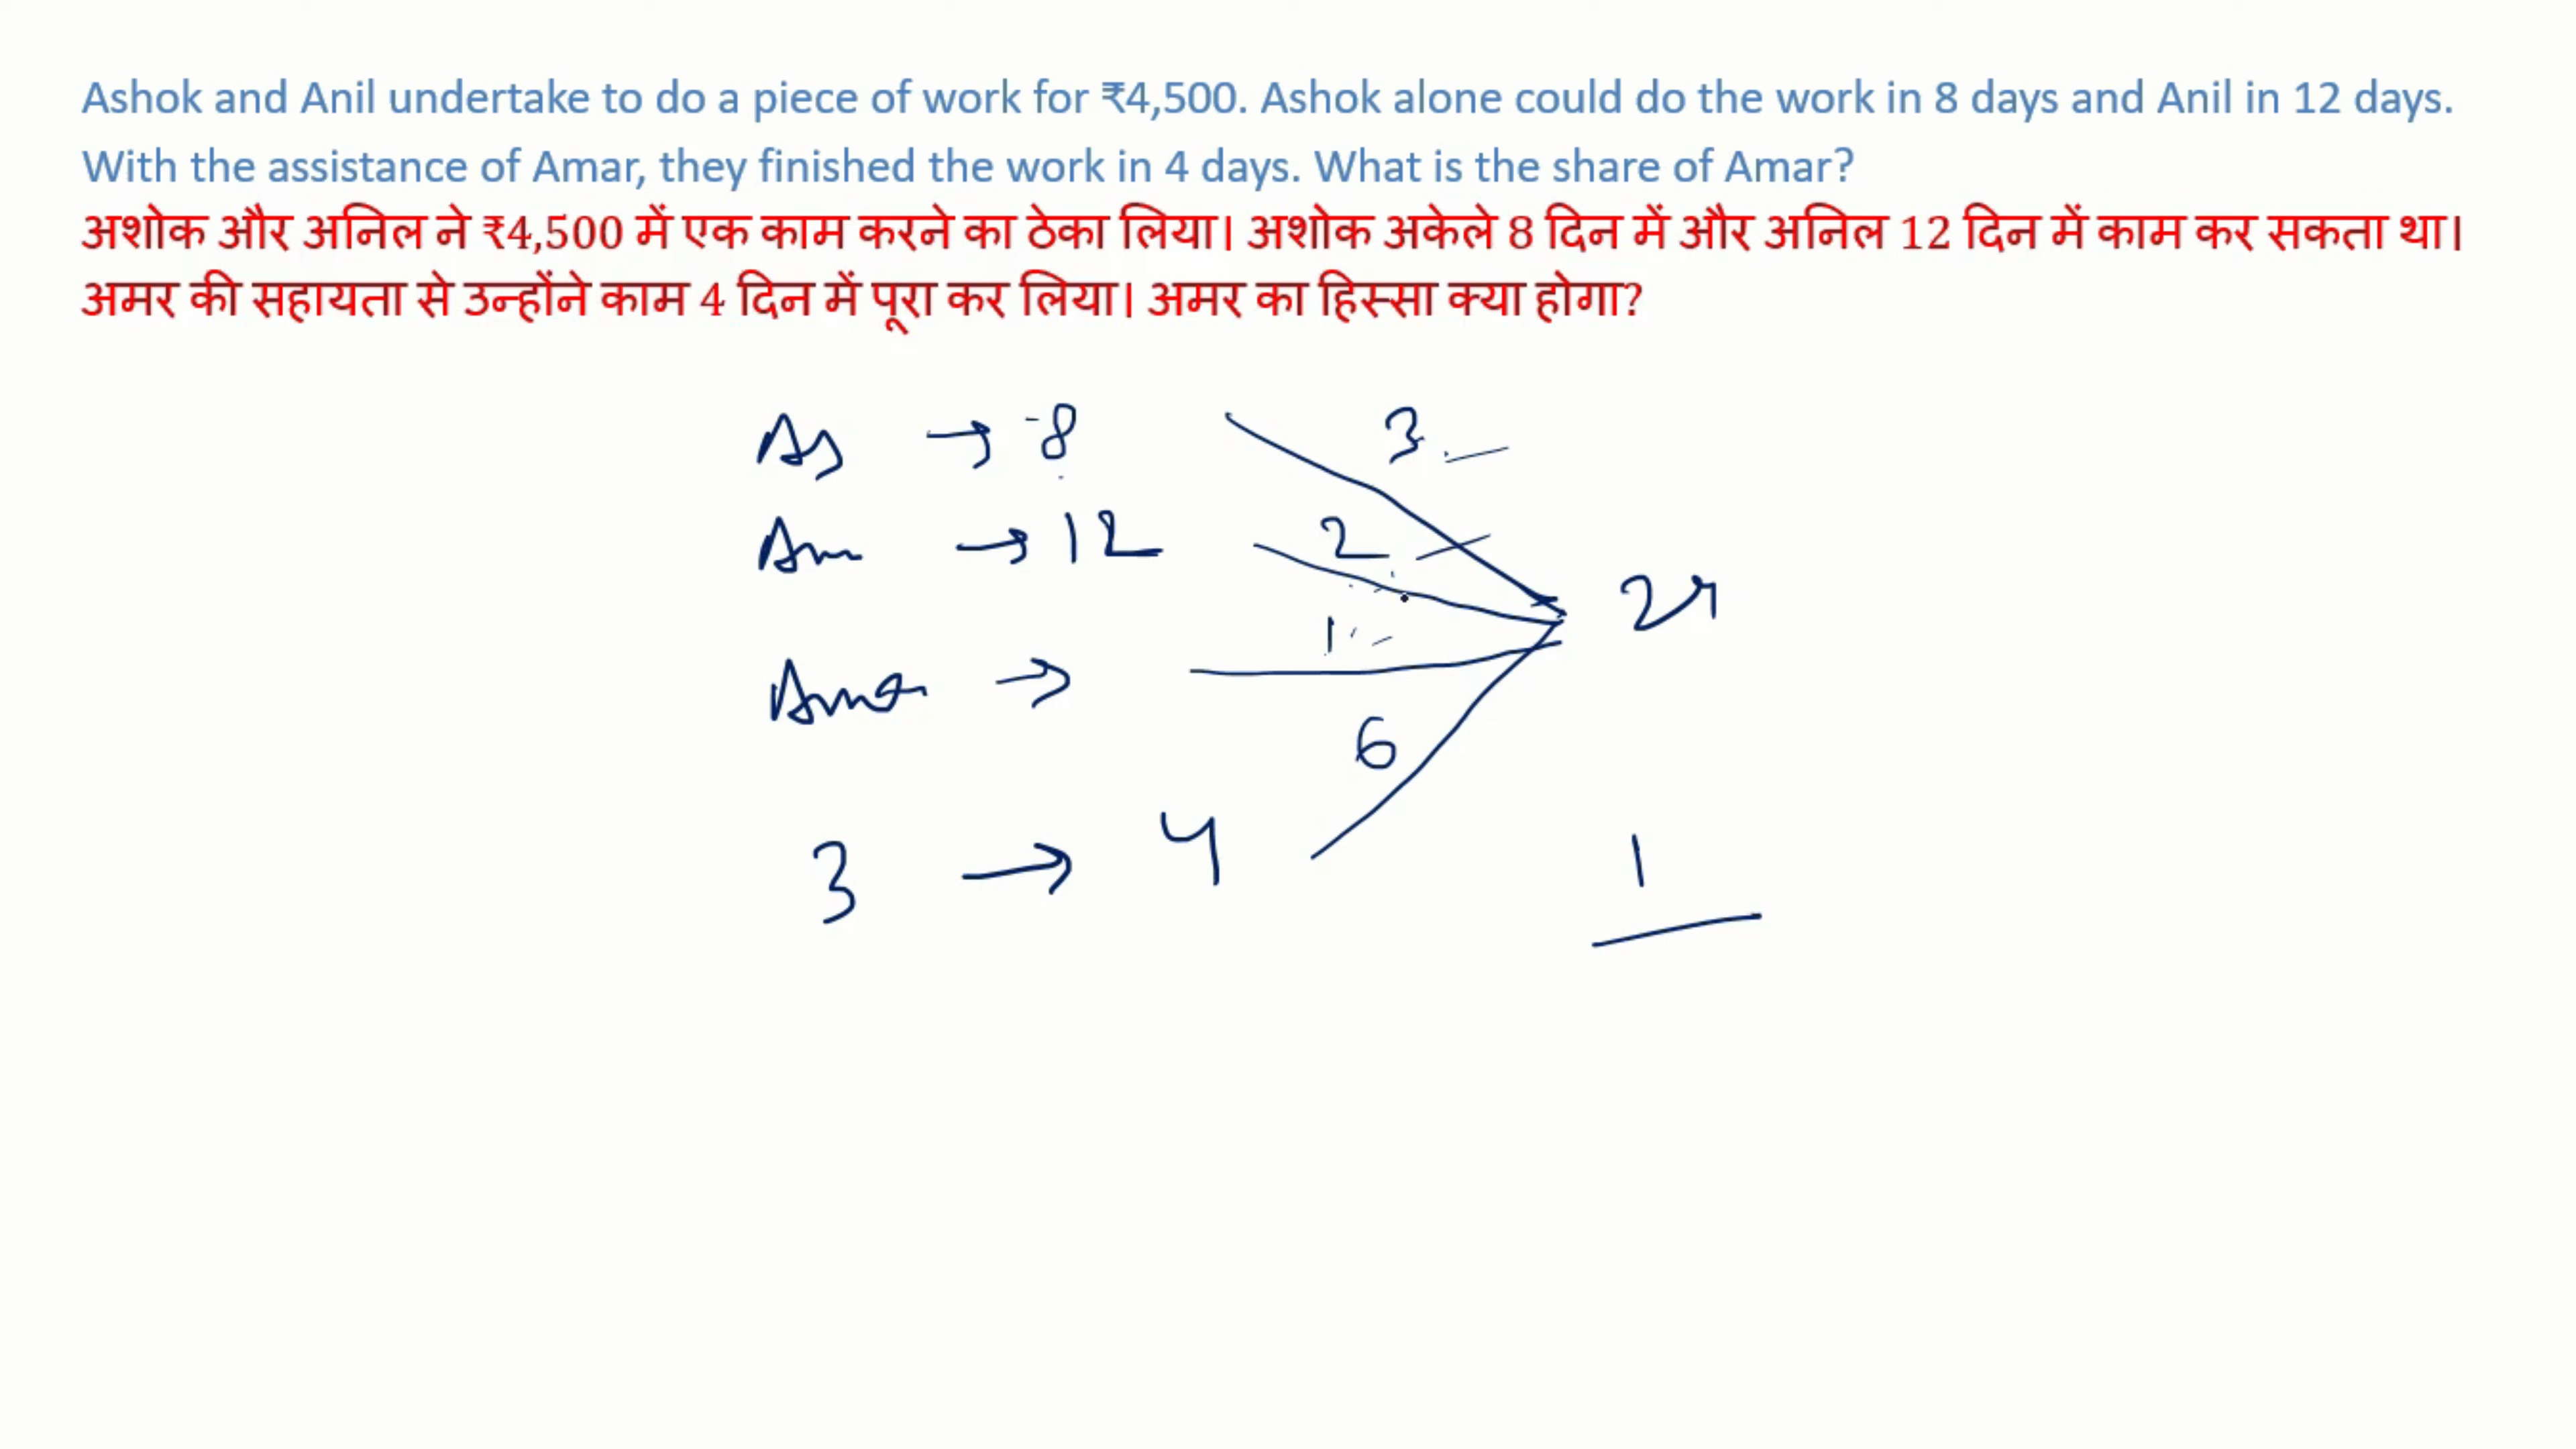 Ashok and Anil undertake to do a piece of work for ₹4,500. Ashok alone could do the work in 8 days and Anil in 12 days.
With the assistance of Amar, they finished the work in 4 days. What is the share of Amar?
अशोक और अनिल ने ₹4,500 में एक काम करने का ठेका लिया। अशोक अकेले 8 दिन में और अनिल 12 दिन में काम कर सकता था।
अमर की सहायता से उन्होंने काम 4 दिन में पूरा कर लिया। अमर का हिस्सा क्या होगा?
As → 8 3
→ 12 2
24
→ 1
6
3 → 4 1